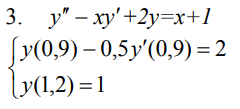 3. y″ − xy′+2y=x+1
y(0,9) − 0,5y′(0,9) = 2
y(1,2) = 1